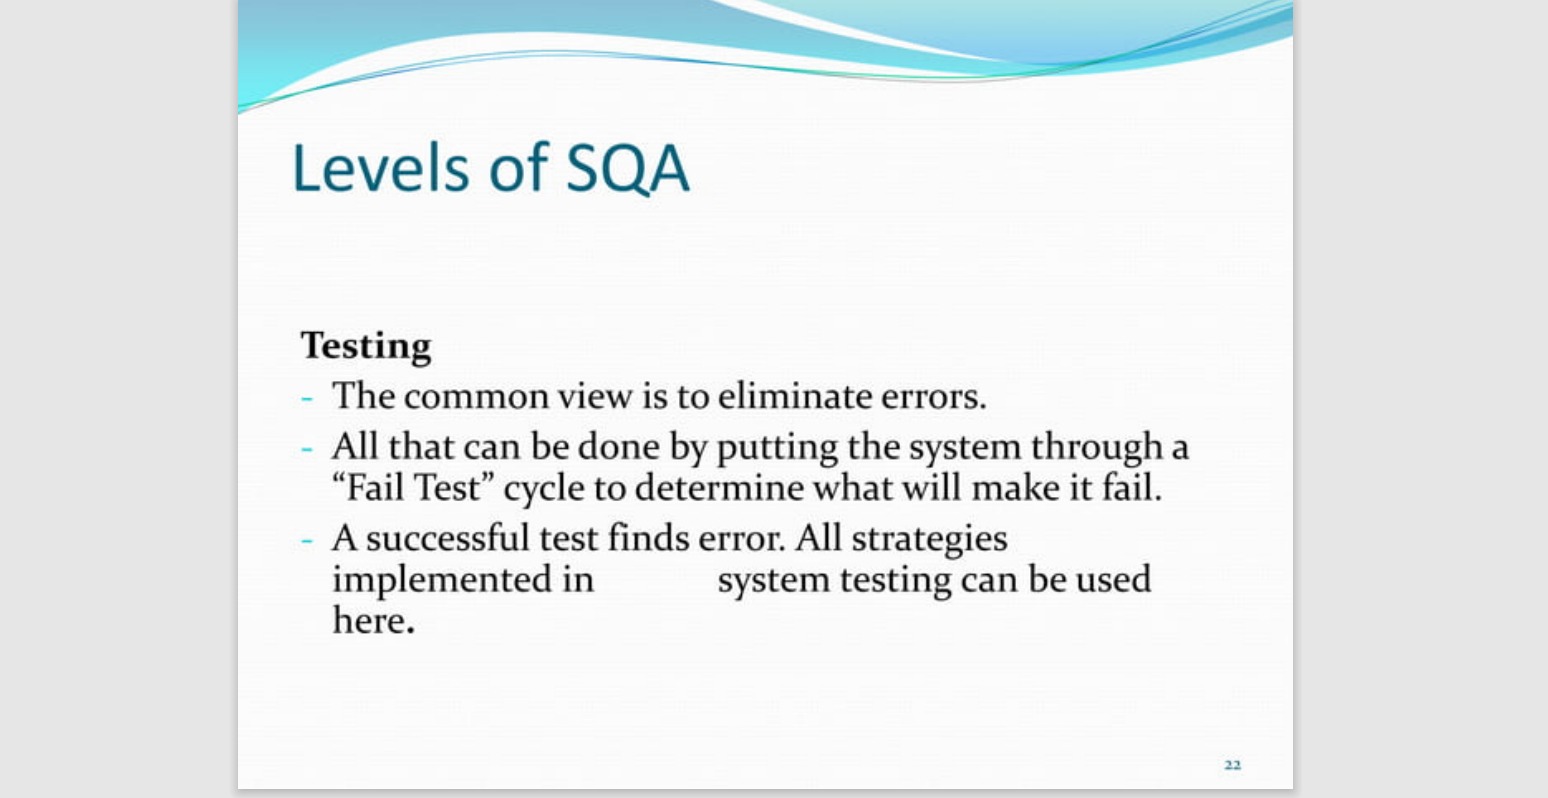 Levels of SQA
Testing
- The common view is to eliminate errors.
- All that can be done by putting the system through a
“Fail Test” cycle to determine what will make it fail.
- A successful test finds error. All strategies
implemented in system testing can be used
here.
22